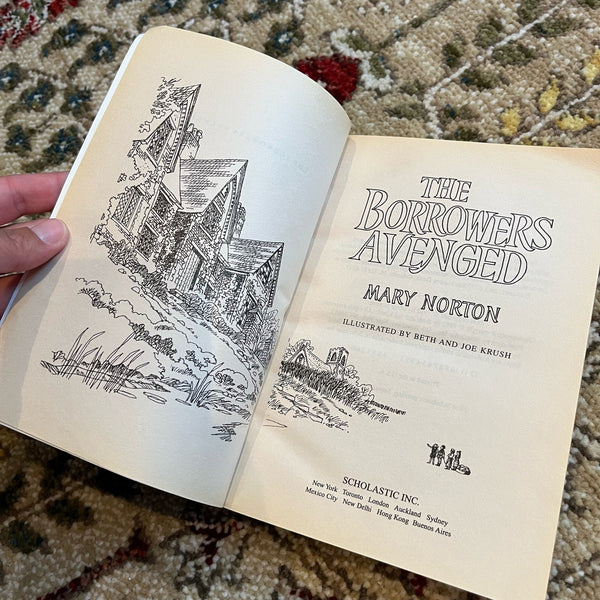 THE
BORROWERS
AVENGED
MARY NORTON
ILLUSTRATED BY BETH AND JOE KRUSH
SCHOLASTIC INC.
New York Toronto London Auckland Sydney
Mexico City New Delhi Hong Kong Buenos Aires